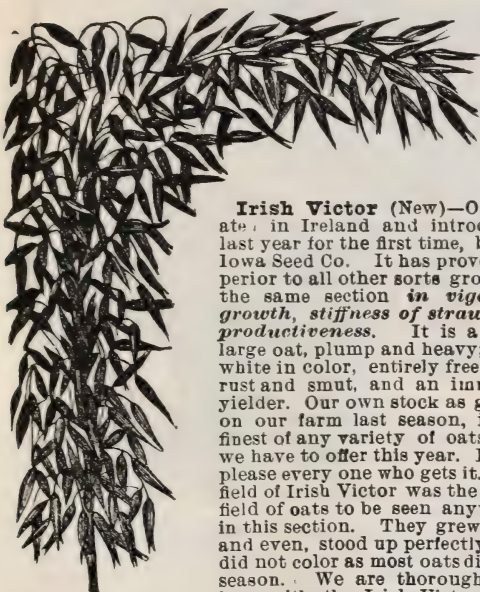 Irish Victor (New)—O
in Ireland and introd
last year for the first time, b
Iowa Seed Co. It has prov
perior to all other sorts gro
the same section in vig
growth, stiffness of straw
productiveness. It is a
large oat, plump and heavy;
white in color, entirely free
rust and smut, and an im
yielder. Our own stock as g
on our farm last season, i
finest of any variety of oats
we have to offer this year. I
please every one who gets it.
field of Irish Victor was the
field of oats to be seen any
in this section. They grew
and even, stood up perfectly
did not color as most oats di
season. We are thorough